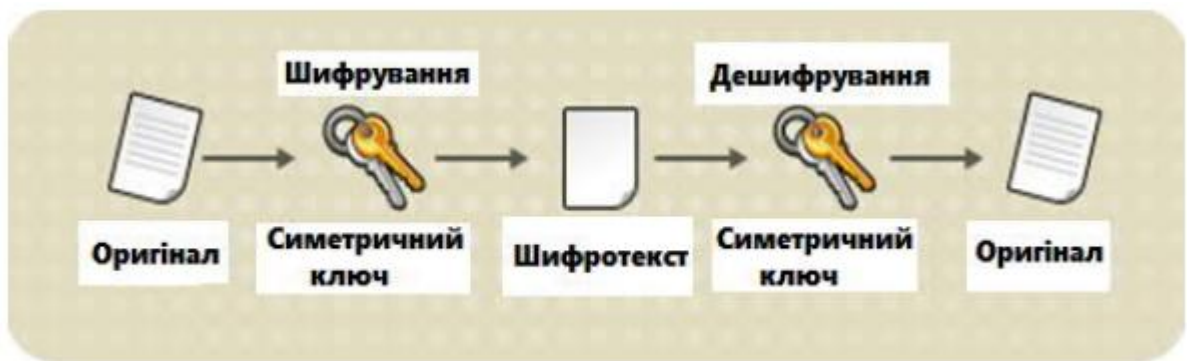 Шифрування
Дешифрування
Оригінал
Симетричний
ключ
Шифротекст
Симетричний
ключ
Оригінал